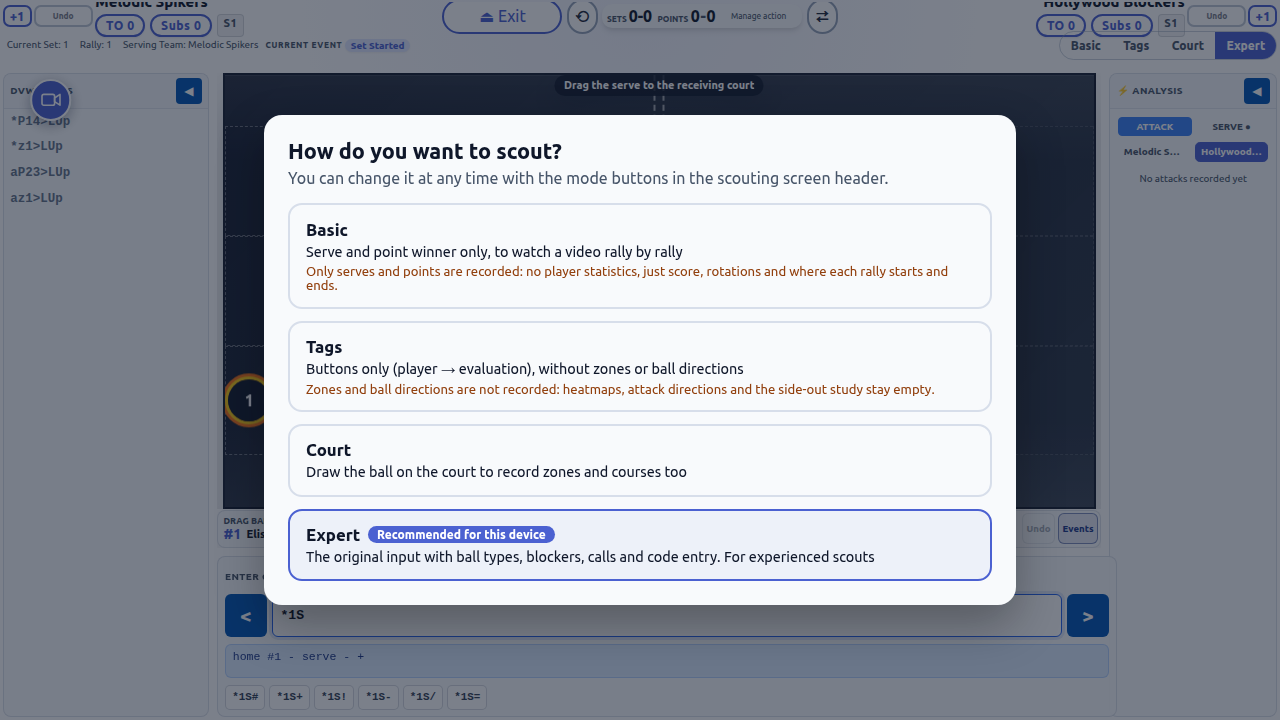 Melodic Spikers
Hollywood Blockers
+1
Undo
TO 0
Subs 0
S1
Exit
SETS 0-0 POINTS 0-0
Manage action
TO 0
Subs 0
S1
Undo
+1
Current Set: 1 Rally: 1 Serving Team: Melodic Spikers CURRENT EVENT Set Started
Basic Tags Court Expert
Drag the serve to the receiving court
ANALYSIS
*P14>LUp
*z1>LUp
aP23>LUp
az1>LUp
ATTACK SERVE
Melodic S... Hollywood...
No attacks recorded yet
1
How do you want to scout?
You can change it at any time with the mode buttons in the scouting screen header.
Basic
Serve and point winner only, to watch a video rally by rally
Only serves and points are recorded: no player statistics, just score, rotations and where each rally starts and
ends.
Tags
Buttons only (player → evaluation), without zones or ball directions
Zones and ball directions are not recorded: heatmaps, attack directions and the side-out study stay empty.
Court
Draw the ball on the court to record zones and courses too
Expert Recommended for this device
The original input with ball types, blockers, calls and code entry. For experienced scouts
DRAG
#1
Undo Events
ENTER
<
*1S
>
home #1 - serve - +
*1S# *1S+ *1S! *1S- *1S/ *1S=